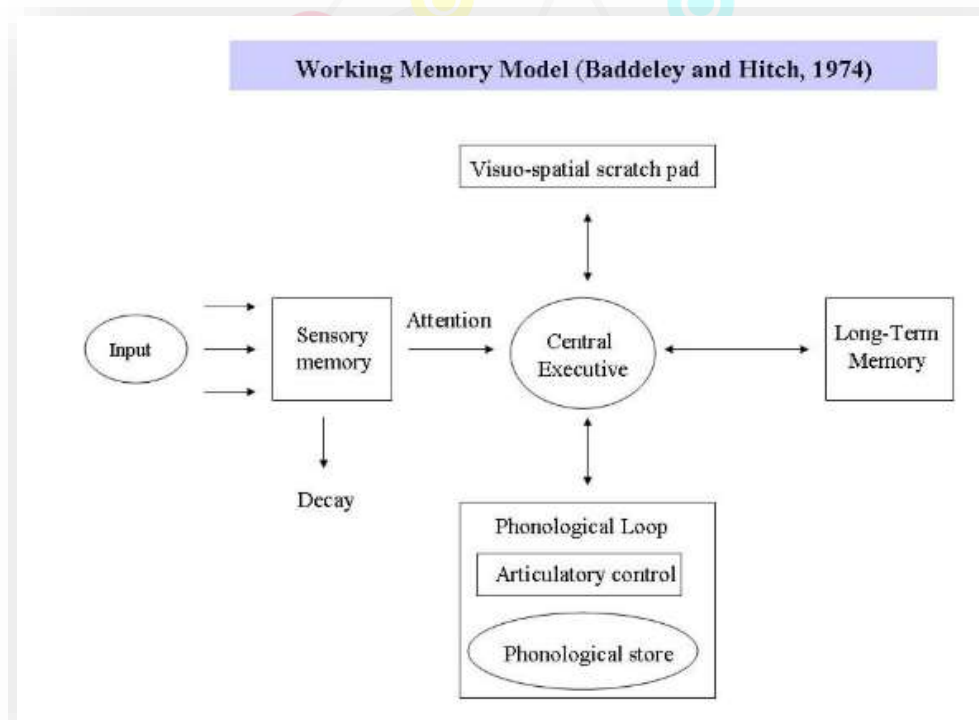 Working Memory Model (Baddeley and Hitch, 1974)
Visuo-spatial scratch pad
Input
Sensory
memory
Attention
Central
Executive
Long-Term
Memory
Decay
Phonological Loop
Articulatory control
Phonological store